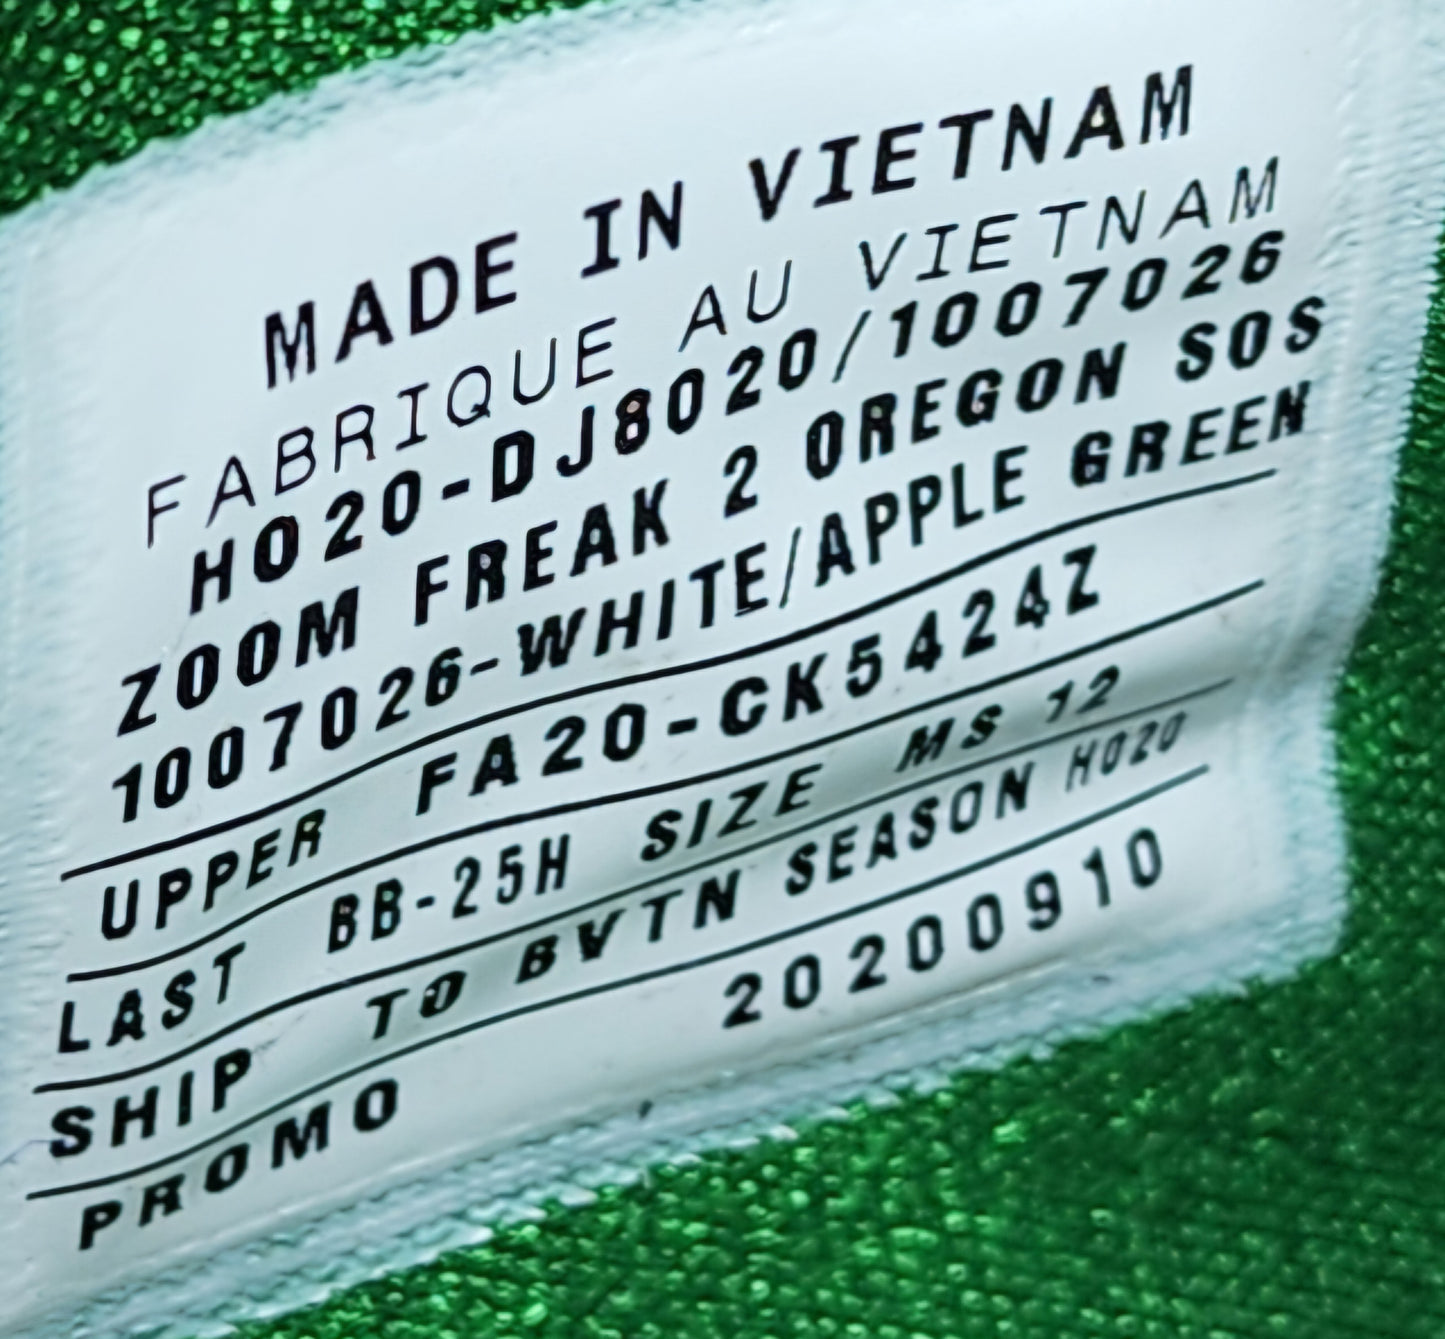 MADE IN VIETNAM
FABRIQUE AU VIETNAM
HO20-DJ8020/1007026
ZOOM FREAK 2 OREGON SOS
1007026-WHITE/APPLE GREEN
UPPER FA20-CK5424Z
LAST BB-25H SIZE MS 12
SHIP TO BVTN SEASON HO20
PROMO 20200910